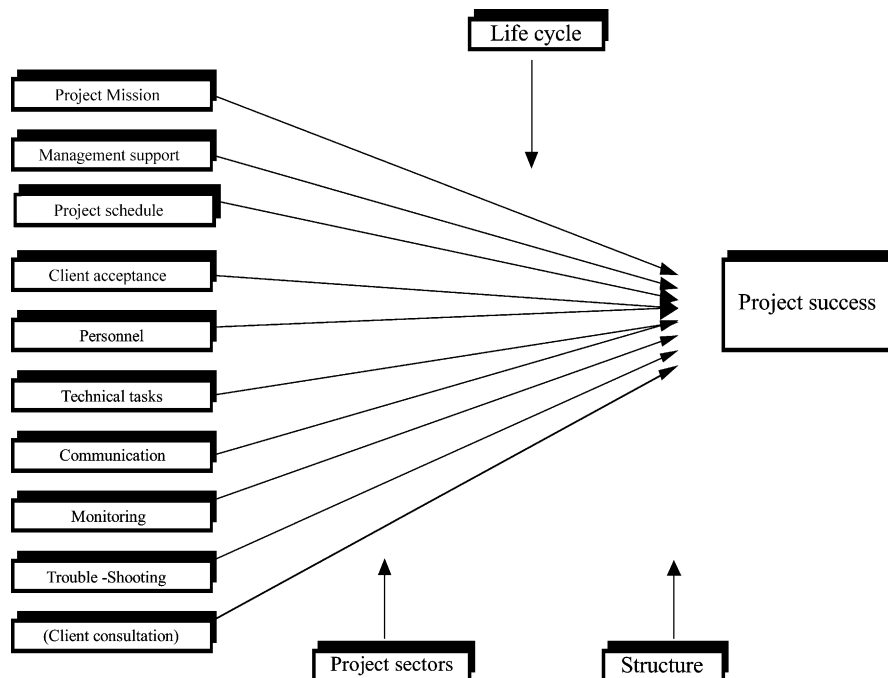 Life cycle
Project Mission
Management support
Project schedule
Client acceptance
Project success
Personnel
Technical tasks
Communication
Monitoring
Trouble -Shooting
(Client consultation)
Project sectors
Structure